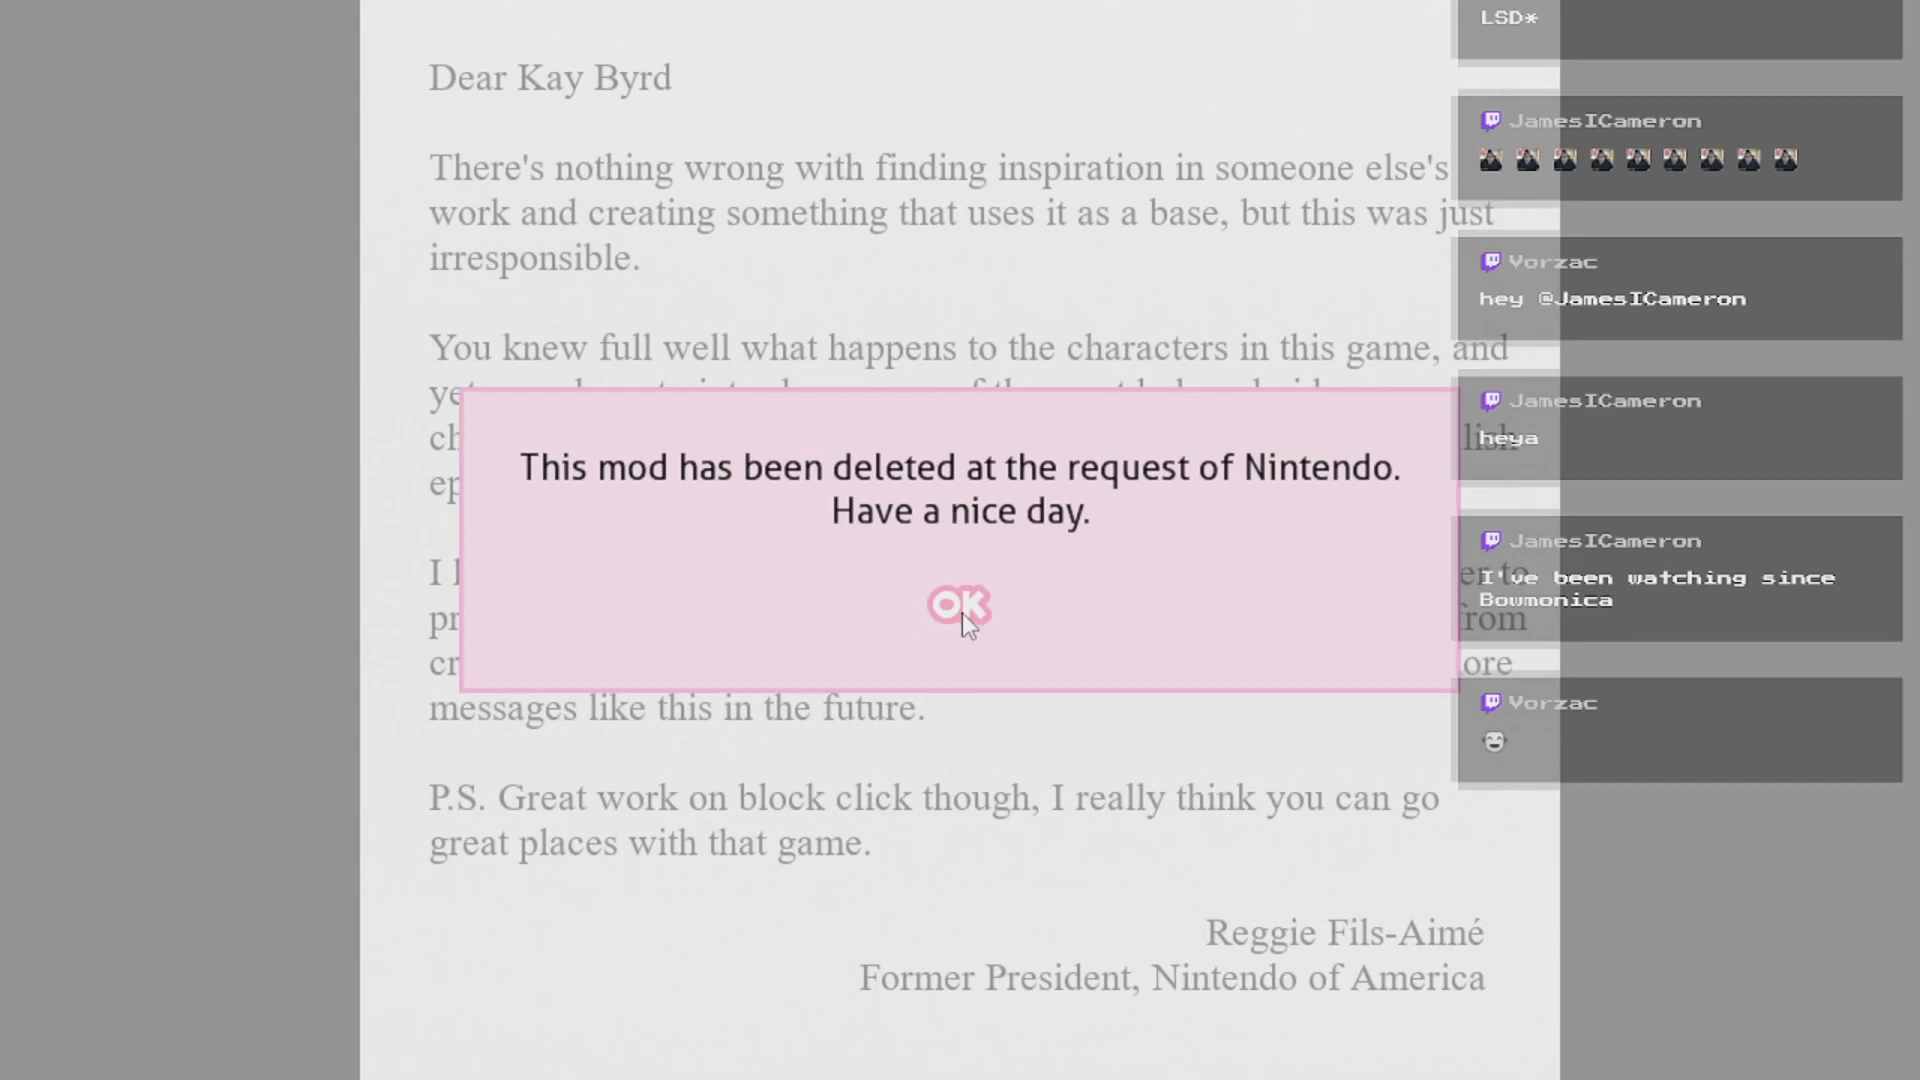 Dear Kay Byrd
There's nothing wrong with finding inspiration in someone else's
work and creating something that uses it as a base, but this was just
irresponsible.
You knew full well what happens to the characters in this game, and
This mod has been deleted at the request of Nintendo.
Have a nice day.
OK
messages like this in the future.
P.S. Great work on block click though, I really think you can go
great places with that game.
Reggie Fils-Aimé
Former President, Nintendo of America
LSD*
JamesICameron
Vorzac
hey @JamesICameron
JamesICameron
heya
JamesICameron
I've been watching since
Bowmonica
Vorzac